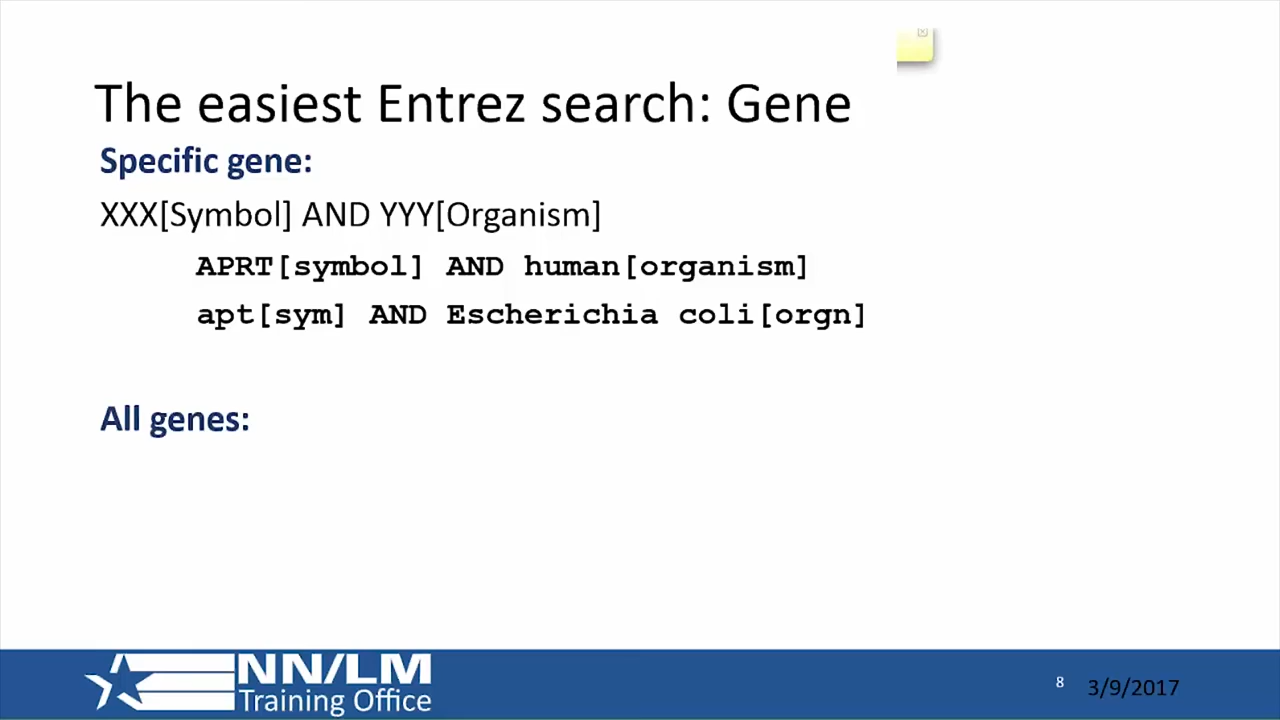 The easiest Entrez search: Gene
Specific gene:
XXX[Symbol] AND YYY[Organism]
APRT[symbol] AND human[organism]
apt[sym] AND Escherichia coli[orgn]
All genes:
NN/LM
Training Office
8
3/9/2017